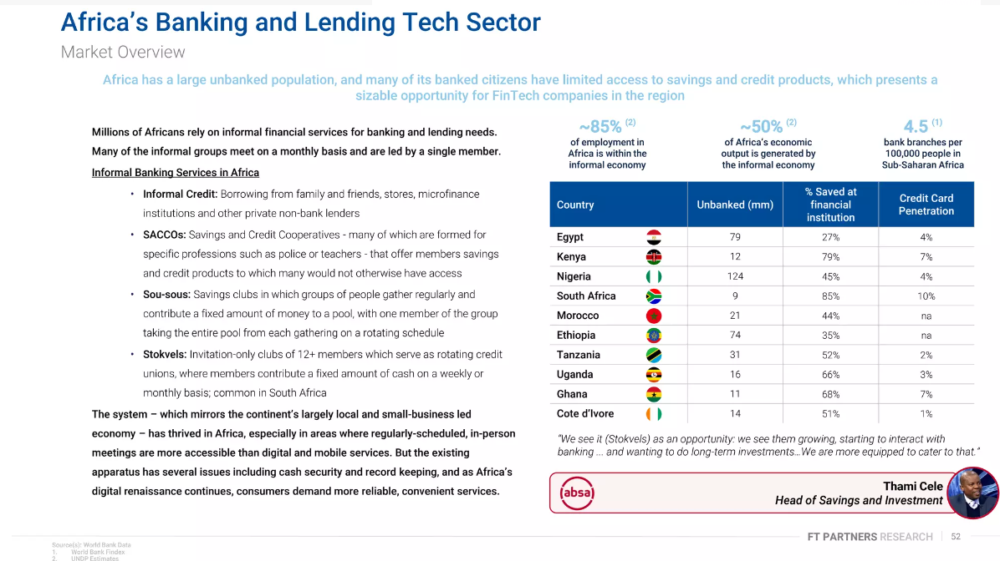 Africa's Banking and Lending Tech Sector
Market Overview
Africa has a large unbanked population, and many of its banked citizens have limited access to savings and credit products, which presents a
sizable opportunity for FinTech companies in the region
Millions of Africans rely on informal financial services for banking and lending needs.
Many of the informal groups meet on a monthly basis and are led by a single member.
Informal Banking Services in Africa
• Informal Credit: Borrowing from family and friends, stores, microfinance
institutions and other private non-bank lenders
• SACCOs: Savings and Credit Cooperatives - many of which are formed for
specific professions such as police or teachers - that offer members savings
and credit products to which many would not otherwise have access
• Sou-sous: Savings clubs in which groups of people gather regularly and
contribute a fixed amount of money to a pool, with one member of the group
taking the entire pool from each gathering on a rotating schedule
• Stokvels: Invitation-only clubs of 12+ members which serve as rotating credit
unions, where members contribute a fixed amount of cash on a weekly or
monthly basis; common in South Africa
The system – which mirrors the continent's largely local and small-business led
economy – has thrived in Africa, especially in areas where regularly-scheduled, in-person
meetings are more accessible than digital and mobile services. But the existing
apparatus has several issues including cash security and record keeping, and as Africa's
digital renaissance continues, consumers demand more reliable, convenient services.
~85% (2)
of employment in
Africa is within the
informal economy
~50% (2)
of Africa's economic
output is generated by
the informal economy
4.5 (1)
bank branches per
100,000 people in
Sub-Saharan Africa
Country Unbanked (mm) % Saved at financial institution Credit Card Penetration
Egypt 79 27% 4%
Kenya 12 79% 7%
Nigeria 124 45% 4%
South Africa 9 85% 10%
Morocco 21 44% na
Ethiopia 74 35% na
Tanzania 31 52% 2%
Uganda 16 66% 3%
Ghana 11 68% 7%
Cote d'Ivore 14 51% 1%
"We see it (Stokvels) as an opportunity: we see them growing, starting to interact with
banking ... and wanting to do long-term investments...We are more equipped to cater to that."
absa
Thami Cele
Head of Savings and Investment
FT PARTNERS RESEARCH 52
Source(s): World Bank Data
1. World Bank Findex
2. UNDP Estimates